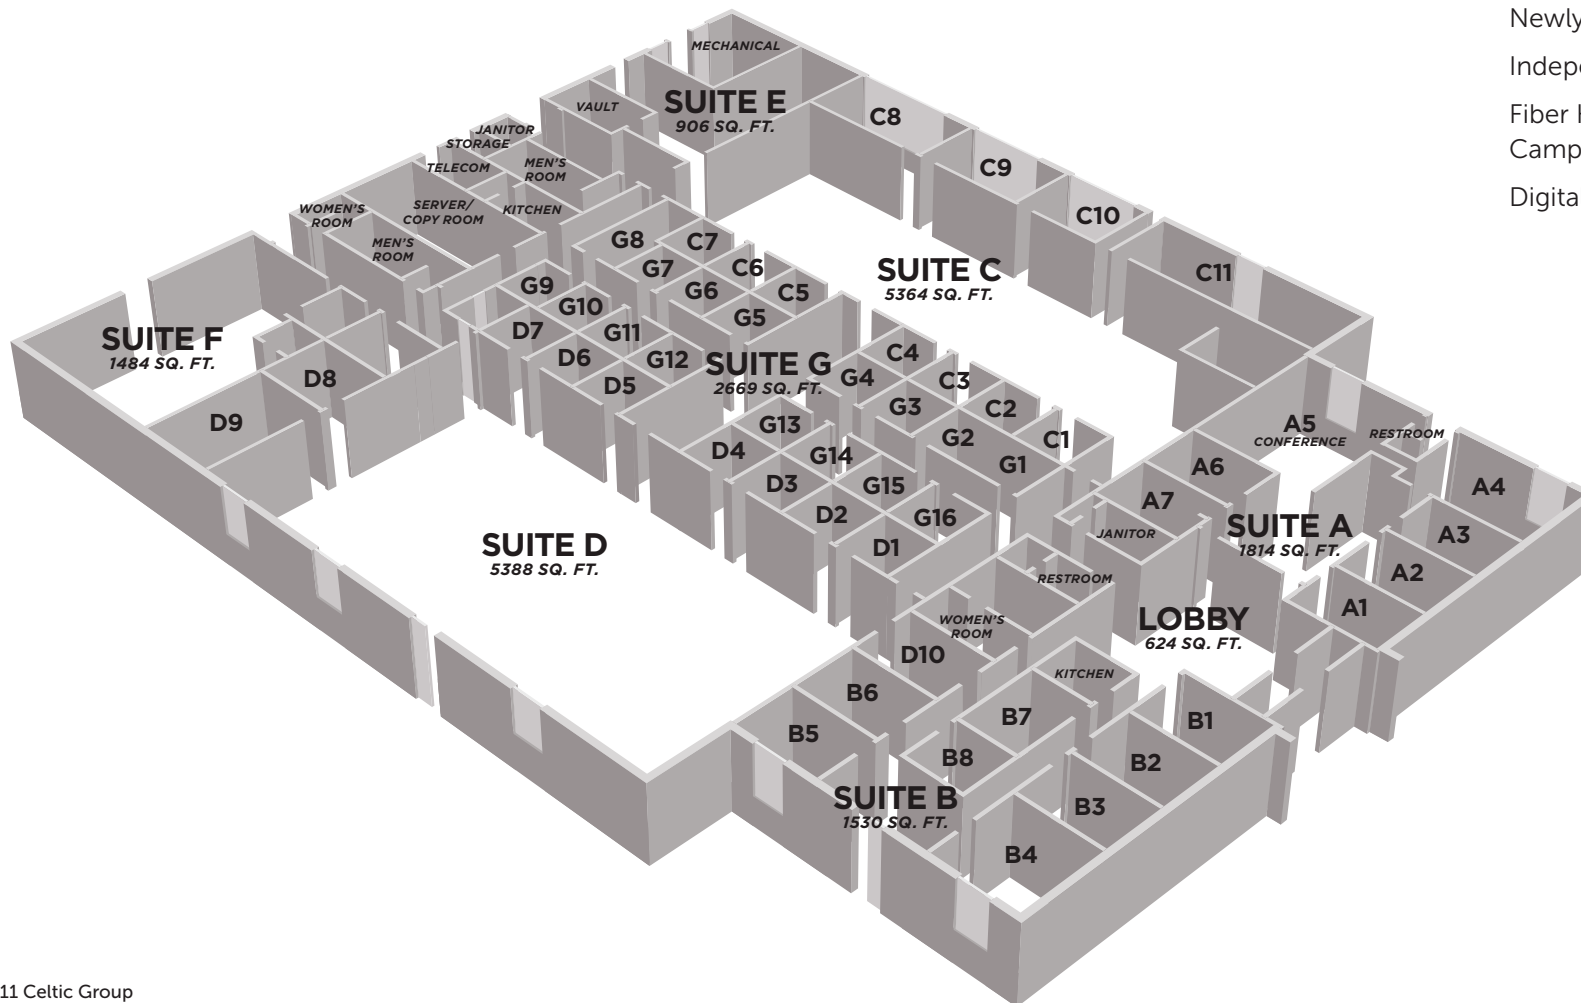 Newly
Indepe
Fiber
Camp
Digita
MECHANICAL
SUITE E
906 SQ. FT.
VAULT
JANITOR
STORAGE
TELECOM
MEN'S
ROOM
KITCHEN
SERVER/
COPY ROOM
WOMEN'S
ROOM
MEN'S
ROOM
C8
C9
C10
C11
SUITE C
5364 SQ. FT.
G8
C7
G7
C6
G6
C5
G5
G9
G10
D7
G11
D6
G12
D5
SUITE F
1484 SQ. FT.
D8
D9
SUITE G
2669 SQ. FT.
C4
G4
C3
G3
C2
G2
C1
G1
G13
D4
G14
D3
G15
D2
G16
D1
A5
CONFERENCE
RESTROOM
A6
A7
A4
A3
A2
A1
SUITE A
1814 SQ. FT.
JANITOR
RESTROOM
SUITE D
5388 SQ. FT.
LOBBY
624 SQ. FT.
WOMEN'S
ROOM
D10
KITCHEN
B6
B5
B7
B8
B1
B2
B3
B4
SUITE B
1530 SQ. FT.
11 Celtic Group